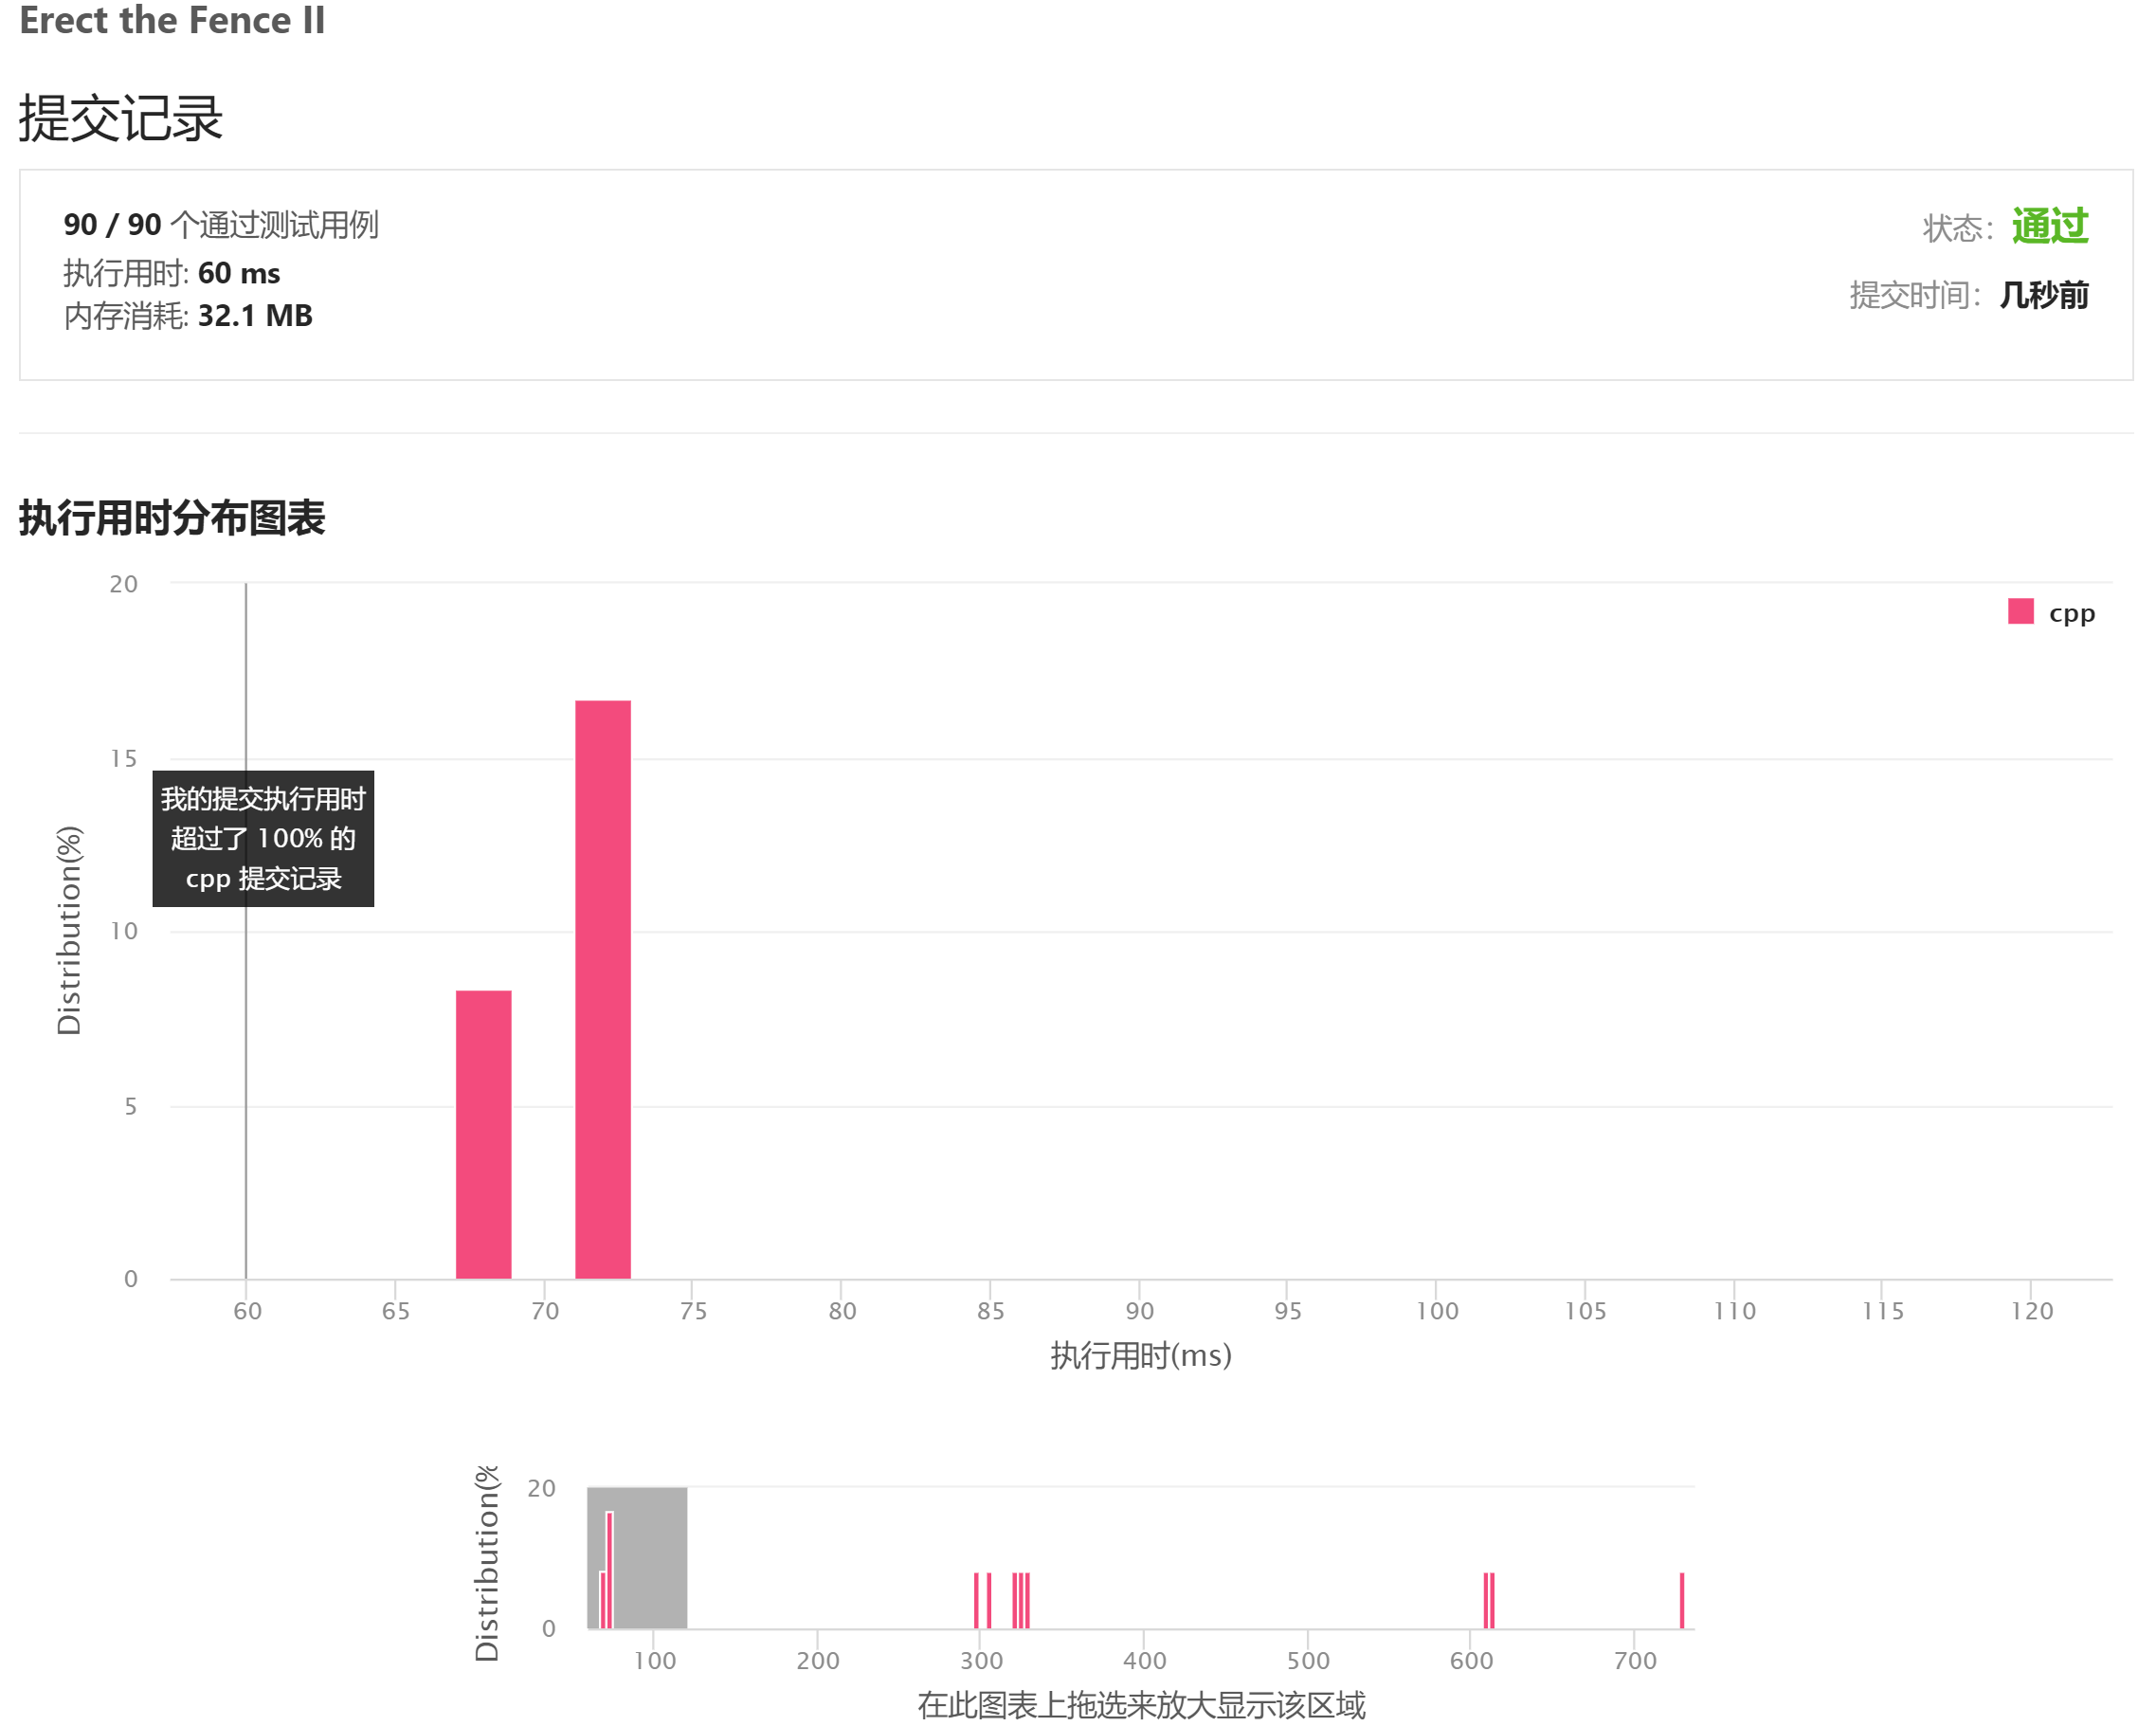 Erect the Fence II
提交记录
90 / 90 个通过测试用例
状态：通过
执行用时: 60 ms
内存消耗: 32.1 MB
提交时间：几秒前
执行用时分布图表
20
cpp
15
我的提交执行用时
超过了 100% 的
cpp 提交记录
10
5
0
Distribution(%)
60 65 70 75 80 85 90 95 100 105 110 115 120
执行用时(ms)
20
0
Distribution(%
100 200 300 400 500 600 700
在此图表上拖选来放大显示该区域